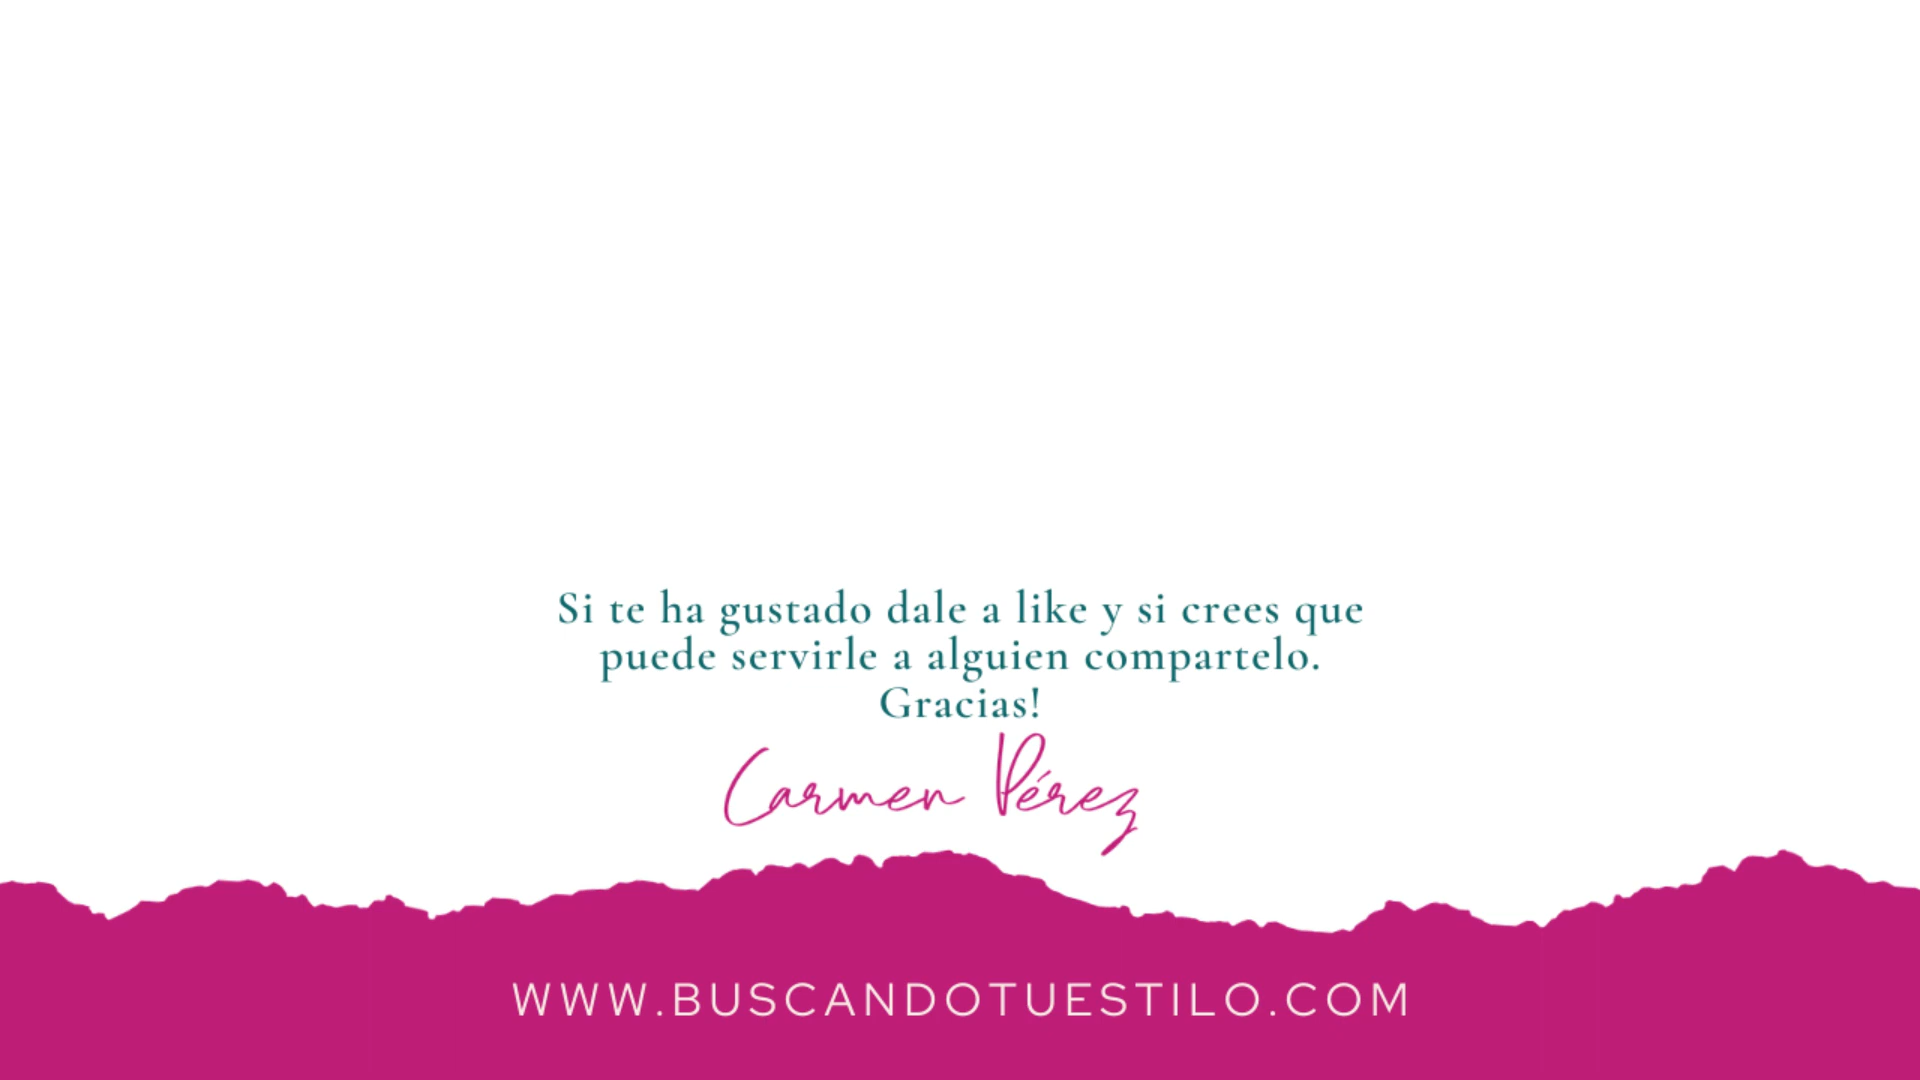 Si te ha gustado dale a like y si crees que
puede servirle a alguien compartelo.
Gracias!
Carmen Pérez
WWW.BUSCANDOTUESTILO.COM